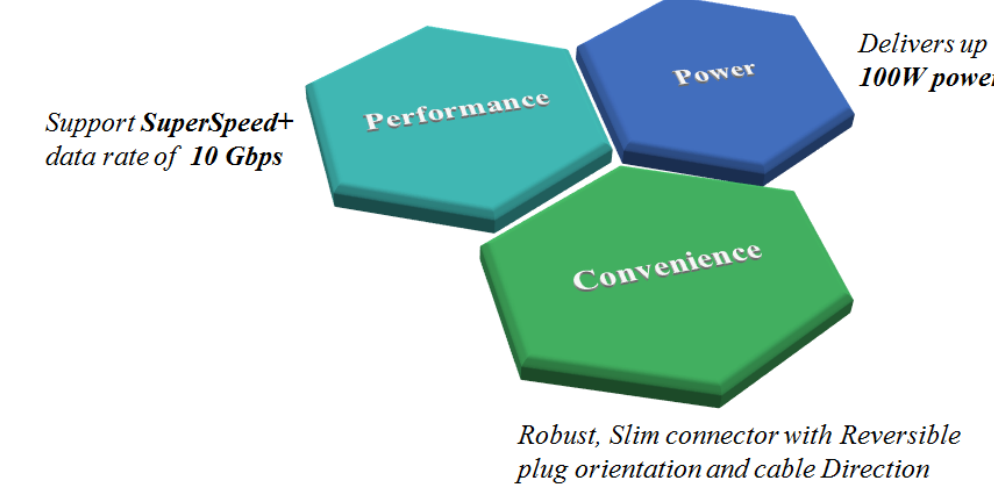 Power
Delivers up
100W power
Performance
Support SuperSpeed+
data rate of 10 Gbps
Convenience
Robust, Slim connector with Reversible
plug orientation and cable Direction